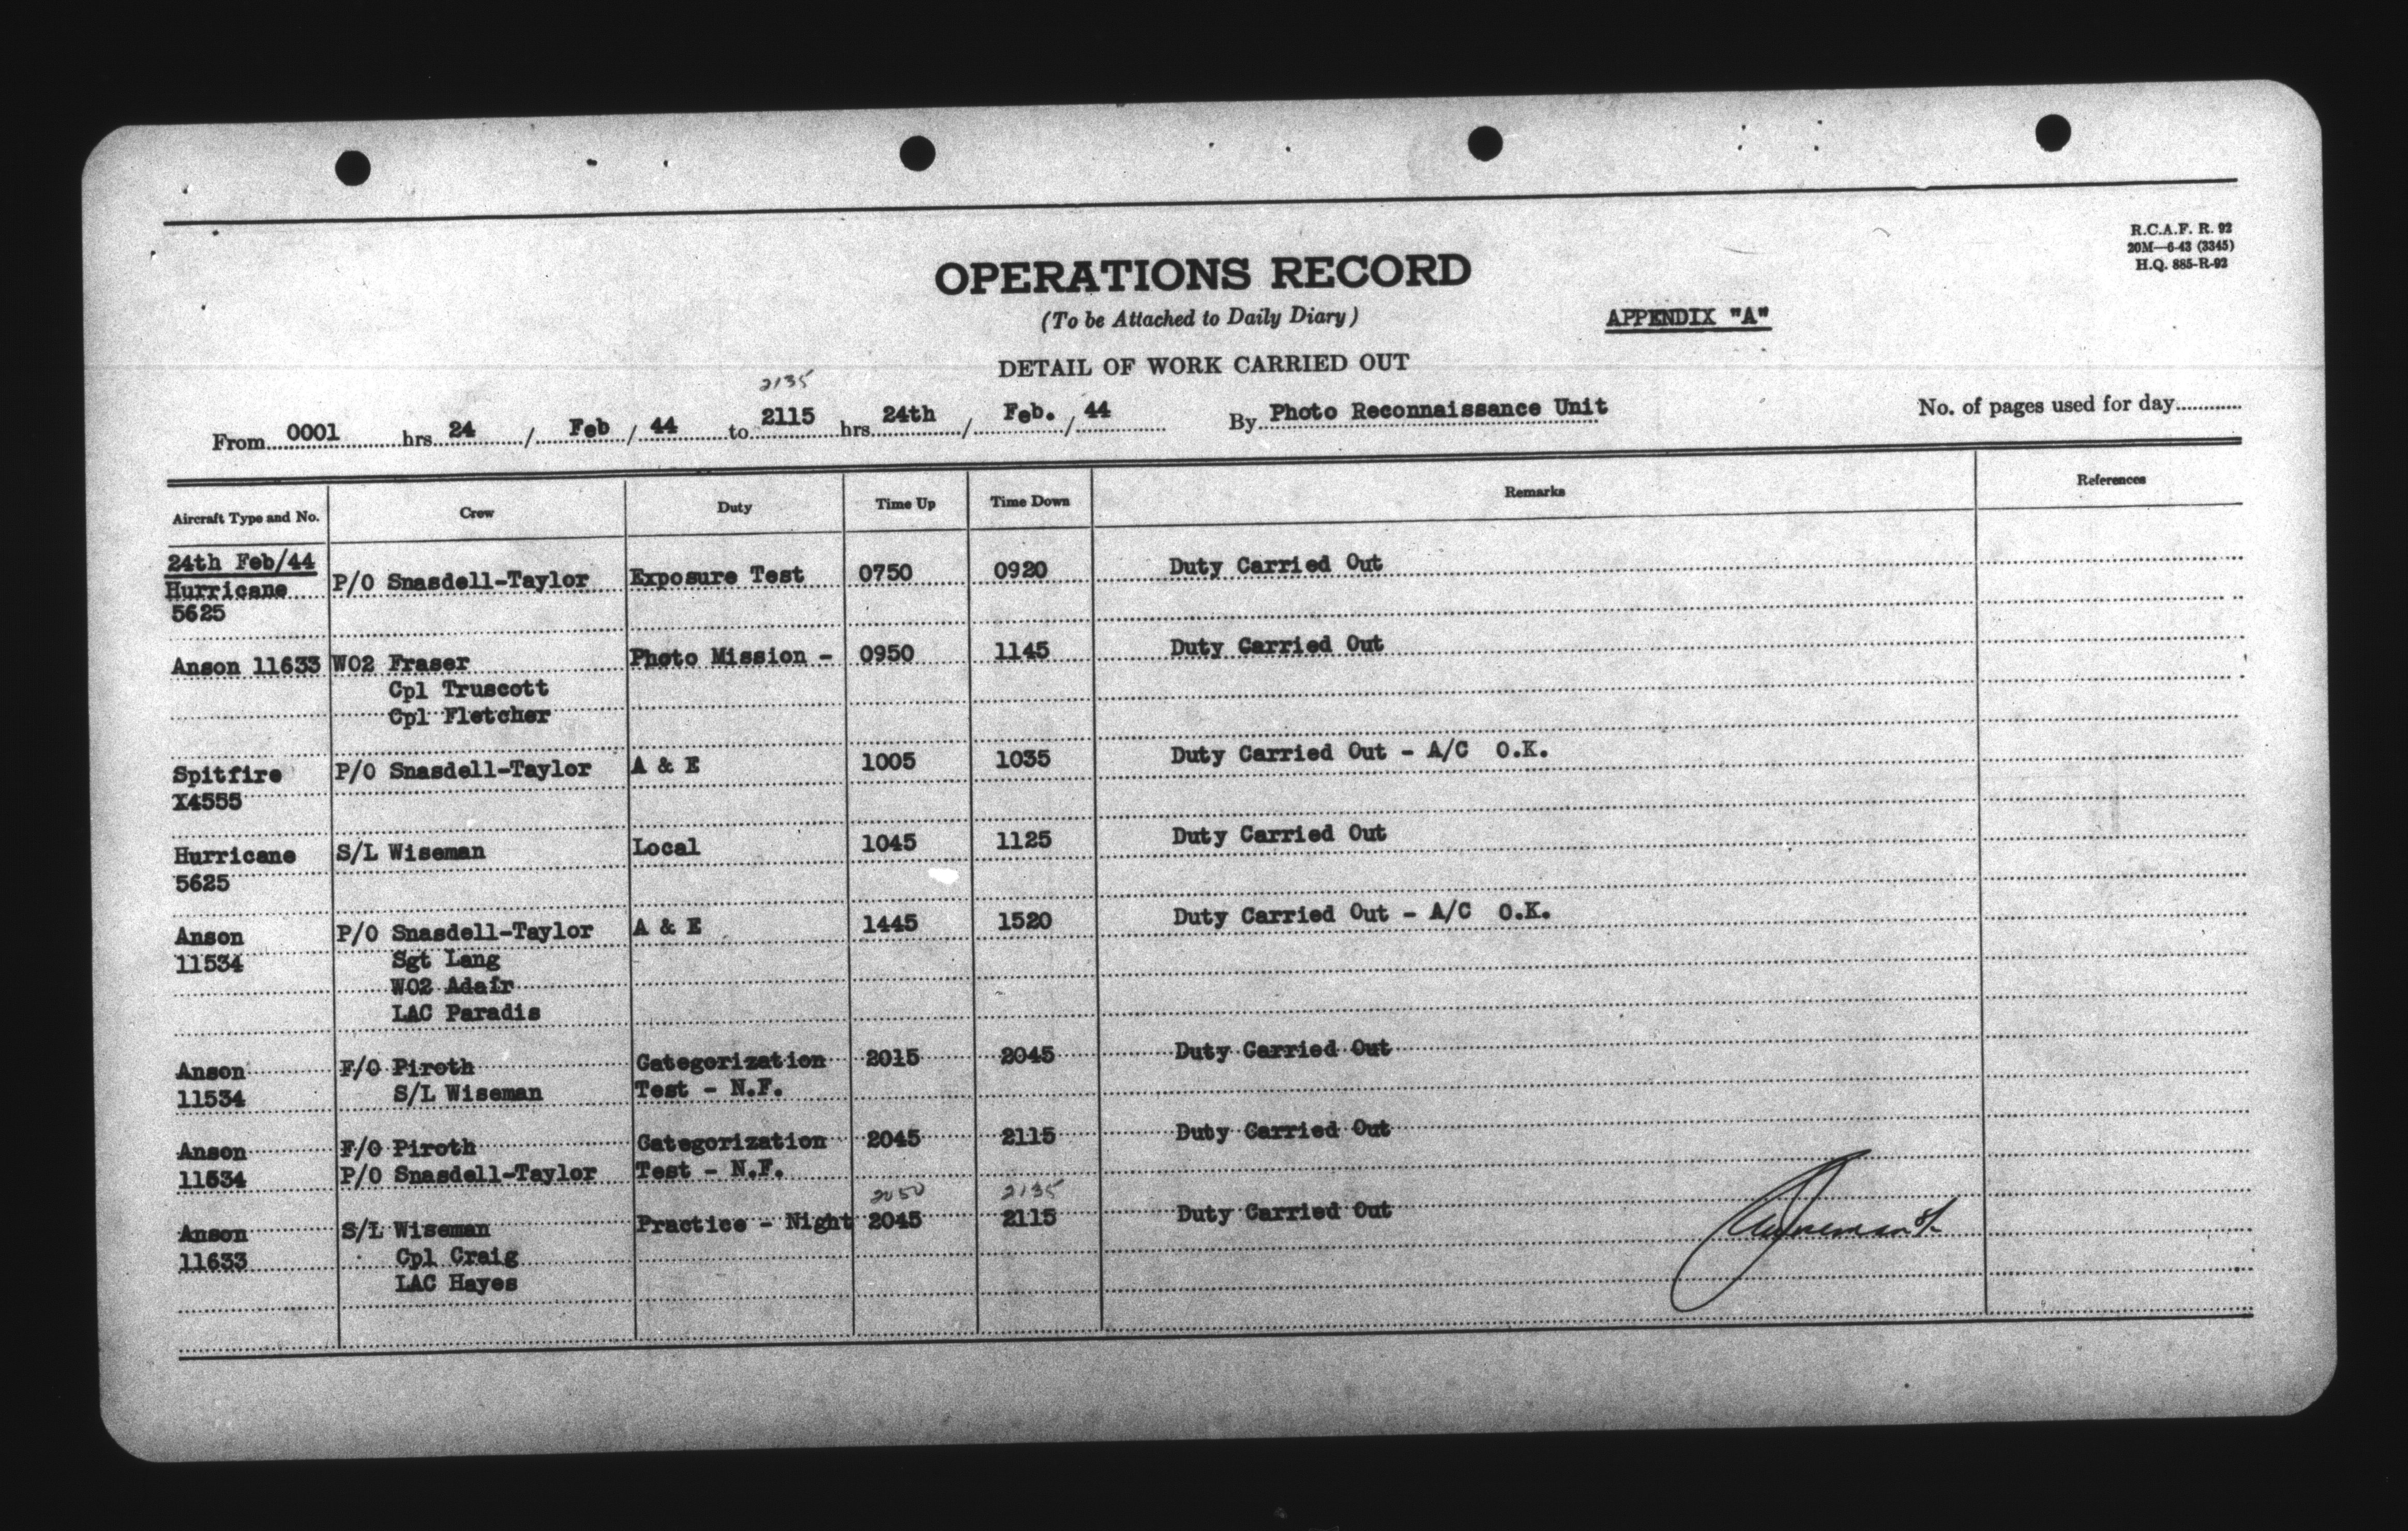 R.C.A.F. R. 92
20M—6-43 (3345)
H.Q. 885-R-92
OPERATIONS RECORD
(To be Attached to Daily Diary)
APPENDIX "A"
DETAIL OF WORK CARRIED OUT
2135
From 0001 hrs 24 / Feb / 44 to 2115 hrs 24th / Feb. / 44 By Photo Reconnaissance Unit No. of pages used for day
Aircraft Type and No. Crew Duty Time Up Time Down Remarks References
24th Feb/44
Hurricane P/O Snasdell-Taylor Exposure Test 0750 0920 Duty Carried Out
5625
Anson 11633 WO2 Fraser Photo Mission - 0950 1145 Duty Carried Out
Cpl Truscott
Cpl Fletcher
Spitfire P/O Snasdell-Taylor A & E 1005 1035 Duty Carried Out - A/C O.K.
X4555
Hurricane S/L Wiseman Local 1045 1125 Duty Carried Out
5625
Anson P/O Snasdell-Taylor A & E 1445 1520 Duty Carried Out - A/C O.K.
11534 Sgt Lang
WO2 Adair
LAC Paradis
Anson F/O Piroth Categorization 2015 2045 Duty Carried Out
11534 S/L Wiseman Test - N.F.
Anson F/O Piroth Categorization 2045 2115 Duty Carried Out
11534 P/O Snasdell-Taylor Test - N.F.
2050 2135
Anson S/L Wiseman Practice - Night 2045 2115 Duty Carried Out
11633 Cpl Craig
LAC Hayes